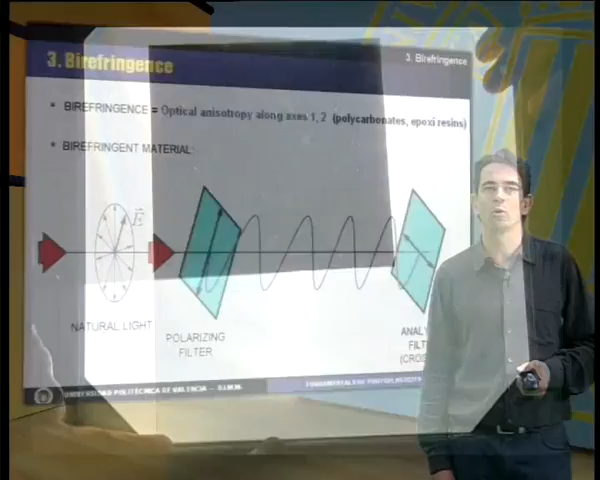 3. Birefringence
3. Birefringence
BIREFRINGENCE = Optical anisotropy along axes 1, 2 (polycarbonates, epoxi resins)
BIREFRINGENT MATERIAL:
E
NATURAL LIGHT
POLARIZING
FILTER
UNIVERSIDAD POLITÉCNICA DE VALENCIA